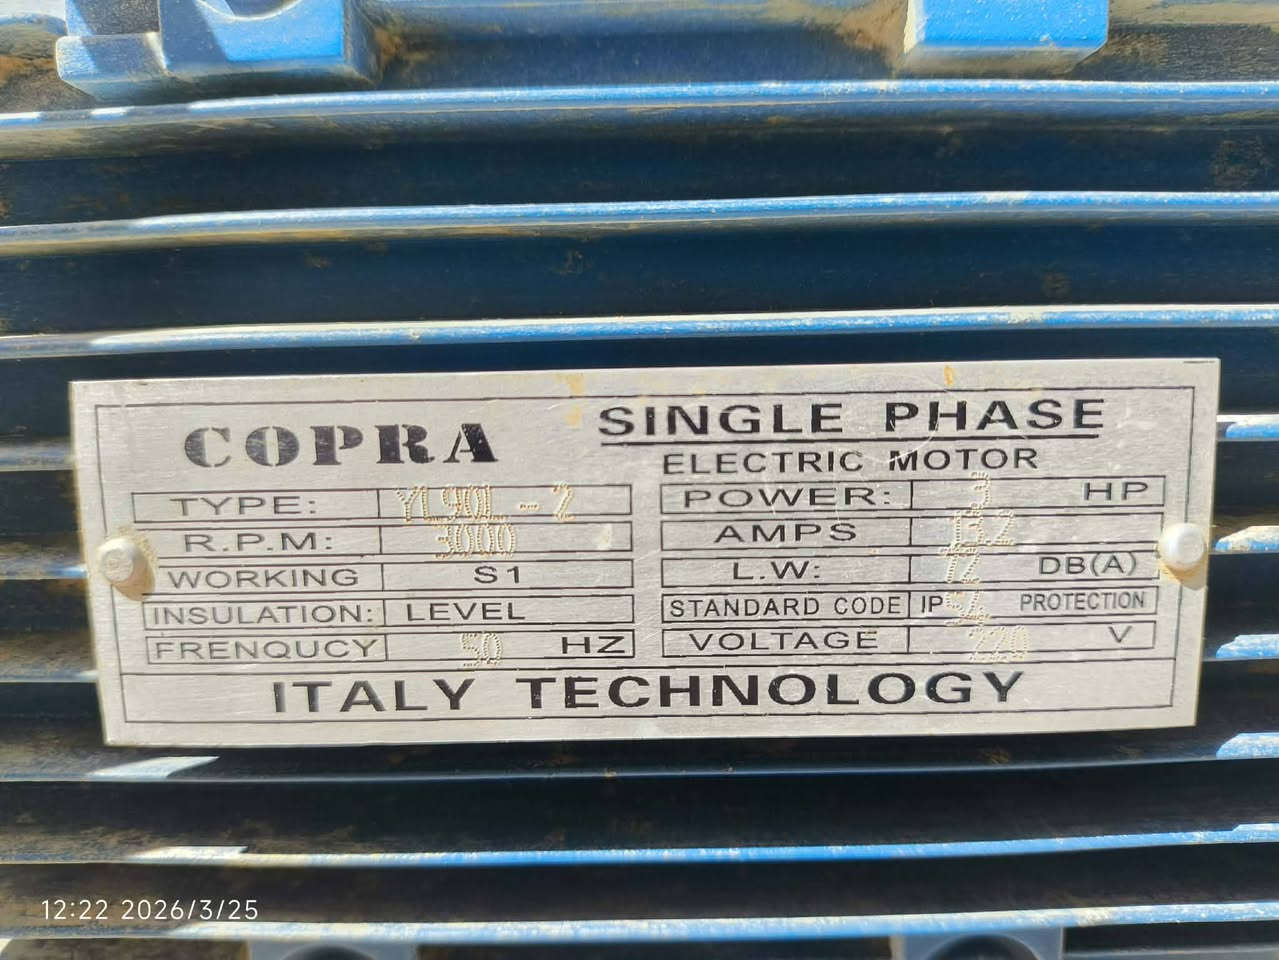 COPRA
SINGLE PHASE
ELECTRIC MOTOR
TYPE: YL90L-2
POWER: 3 HP
R.P.M: 3000
AMPS
WORKING S1
L.W: DB(A)
INSULATION: LEVEL
STANDARD CODE IP PROTECTION
FRENQUCY 50 HZ
VOLTAGE 220 V
ITALY TECHNOLOGY
12:22 2026/3/25